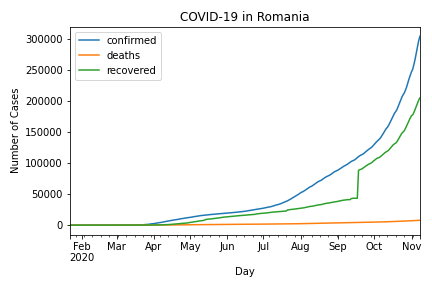 COVID-19 in Romania
confirmed
deaths
recovered
Number of Cases
300000
250000
200000
150000
100000
50000
0
Feb Mar Apr May Jun Jul Aug Sep Oct Nov
2020
Day